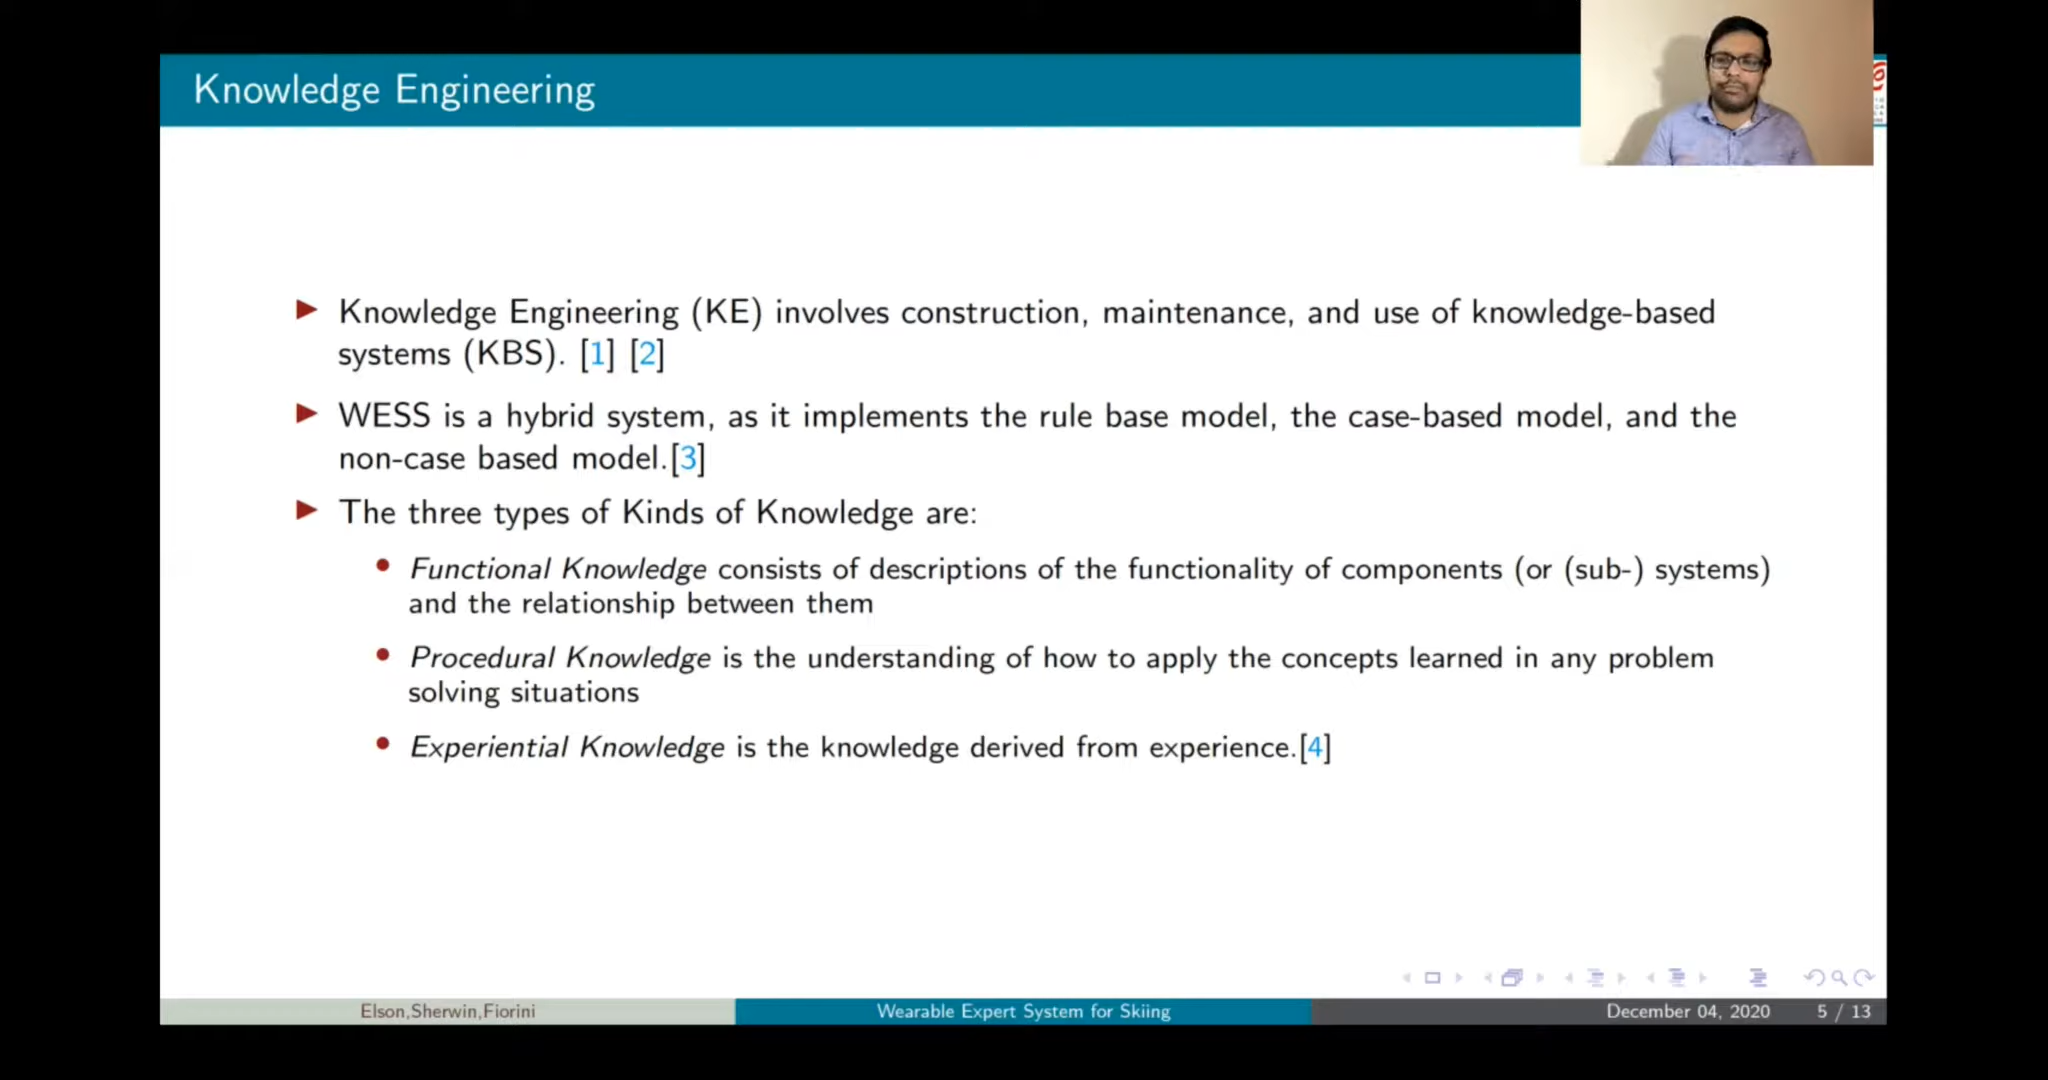 Knowledge Engineering
Knowledge Engineering (KE) involves construction, maintenance, and use of knowledge-based
systems (KBS). [1] [2]
WESS is a hybrid system, as it implements the rule base model, the case-based model, and the
non-case based model.[3]
The three types of Kinds of Knowledge are:
Functional Knowledge consists of descriptions of the functionality of components (or (sub-) systems)
and the relationship between them
Procedural Knowledge is the understanding of how to apply the concepts learned in any problem
solving situations
Experiential Knowledge is the knowledge derived from experience.[4]
Elson,Sherwin,Fiorini
Wearable Expert System for Skiing
December 04, 2020
5 / 13